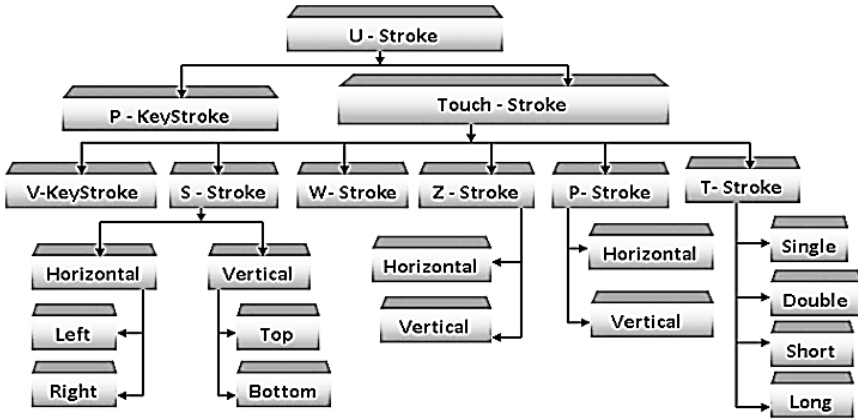 U - Stroke
P - KeyStroke
Touch - Stroke
V-KeyStroke
S - Stroke
W- Stroke
Z - Stroke
P- Stroke
T- Stroke
Horizontal
Vertical
Horizontal
Vertical
Horizontal
Vertical
Left
Right
Top
Bottom
Single
Double
Short
Long